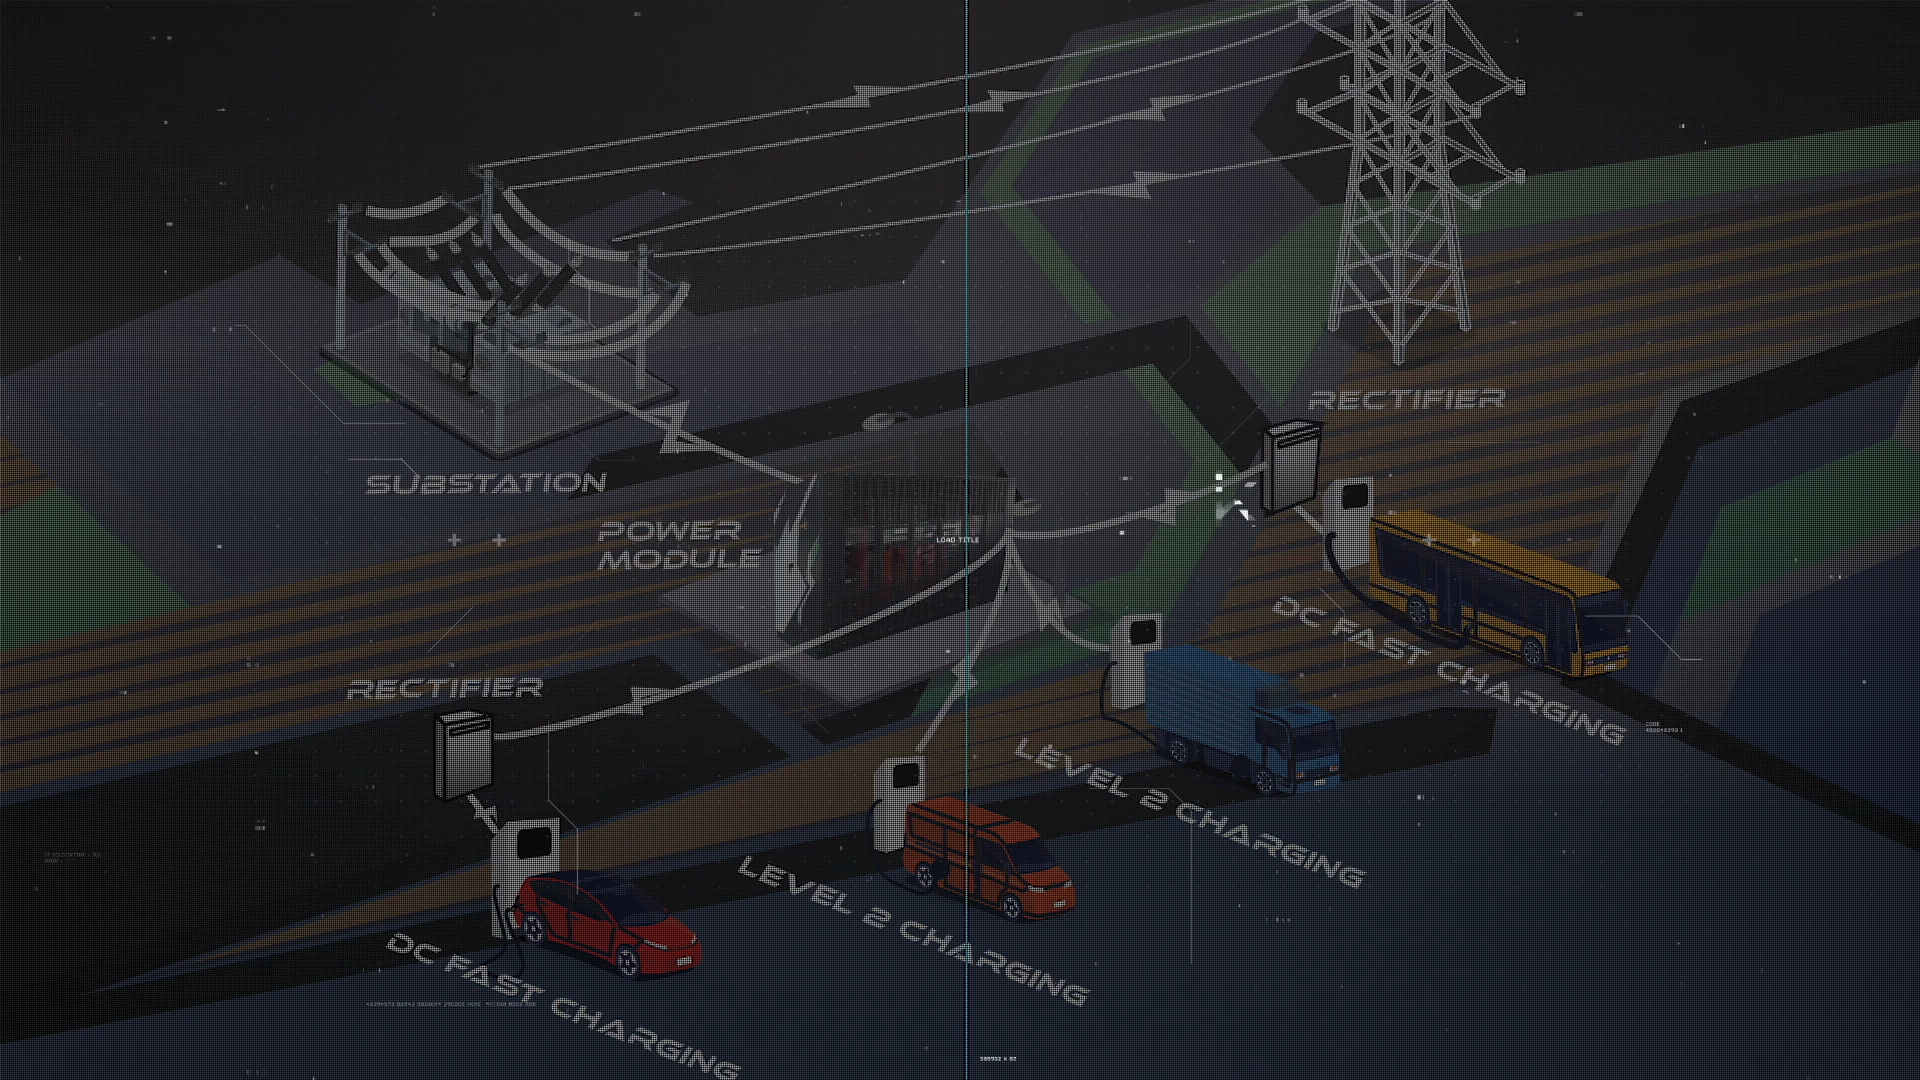 RECTIFIER
SUBSTATION
POWER
MODULE
LOAD TITLE
DC FAST CHARGING
RECTIFIER
CODE
LEVEL 2 CHARGING
LEVEL 2 CHARGING
DC FAST CHARGING